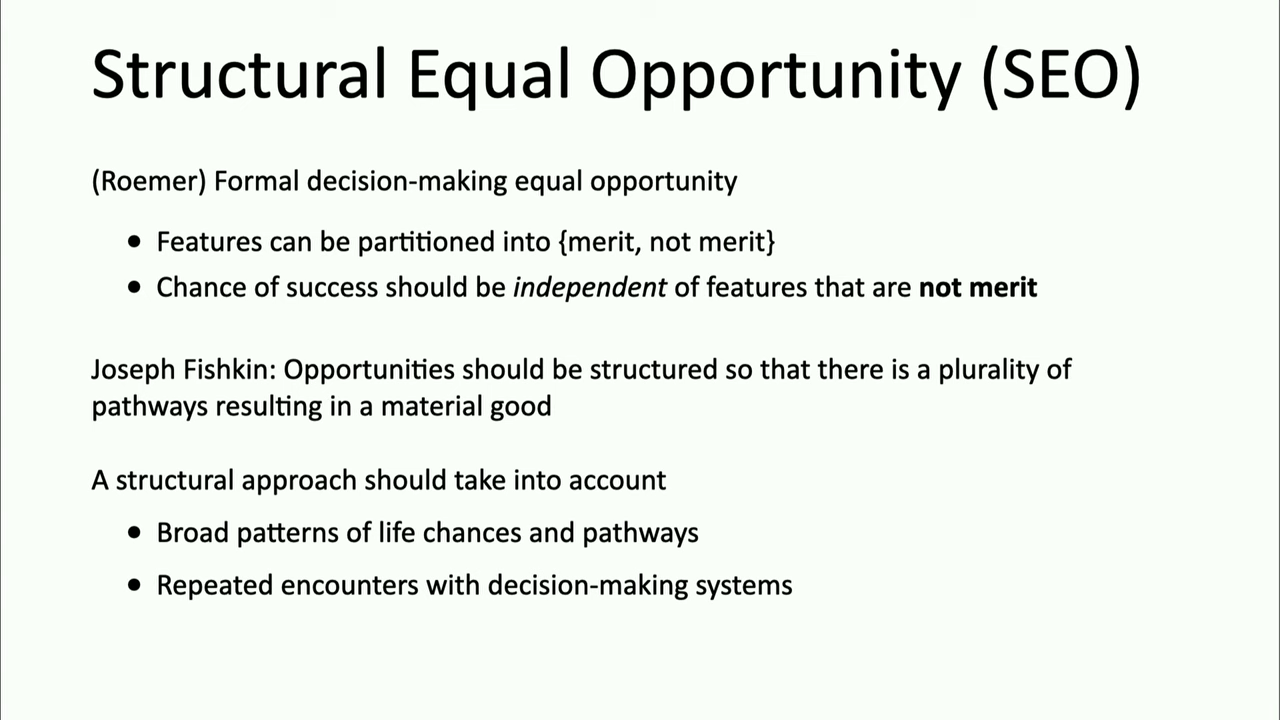 Structural Equal Opportunity (SEO)
(Roemer) Formal decision-making equal opportunity
● Features can be partitioned into {merit, not merit}
● Chance of success should be independent of features that are not merit
Joseph Fishkin: Opportunities should be structured so that there is a plurality of
pathways resulting in a material good
A structural approach should take into account
● Broad patterns of life chances and pathways
● Repeated encounters with decision-making systems